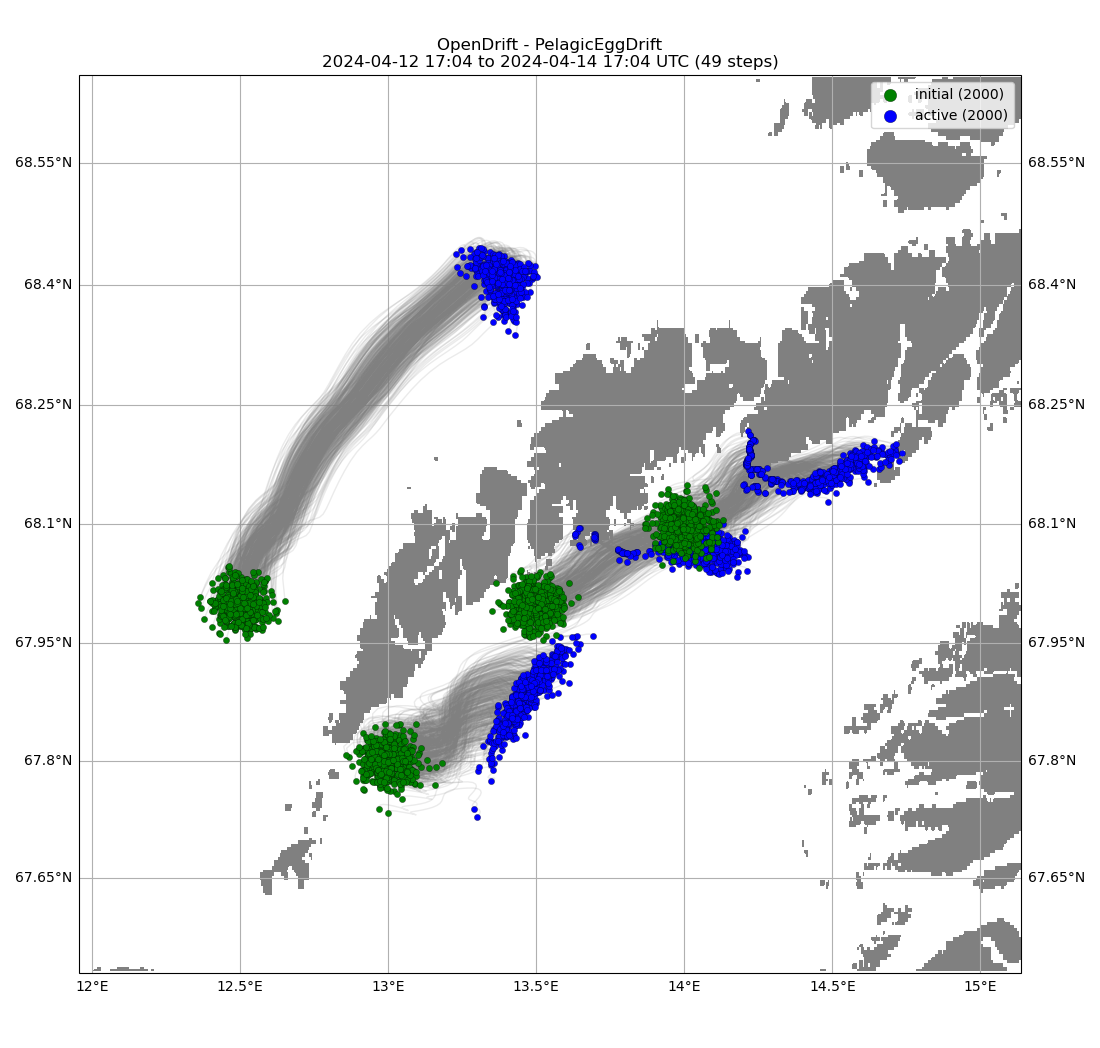 OpenDrift - PelagicEggDrift
2024-04-12 17:04 to 2024-04-14 17:04 UTC (49 steps)
initial (2000)
active (2000)
68.55°N
68.55°N
68.4°N
68.4°N
68.25°N
68.25°N
68.1°N
68.1°N
67.95°N
67.95°N
67.8°N
67.8°N
67.65°N
67.65°N
12°E
12.5°E
13°E
13.5°E
14°E
14.5°E
15°E